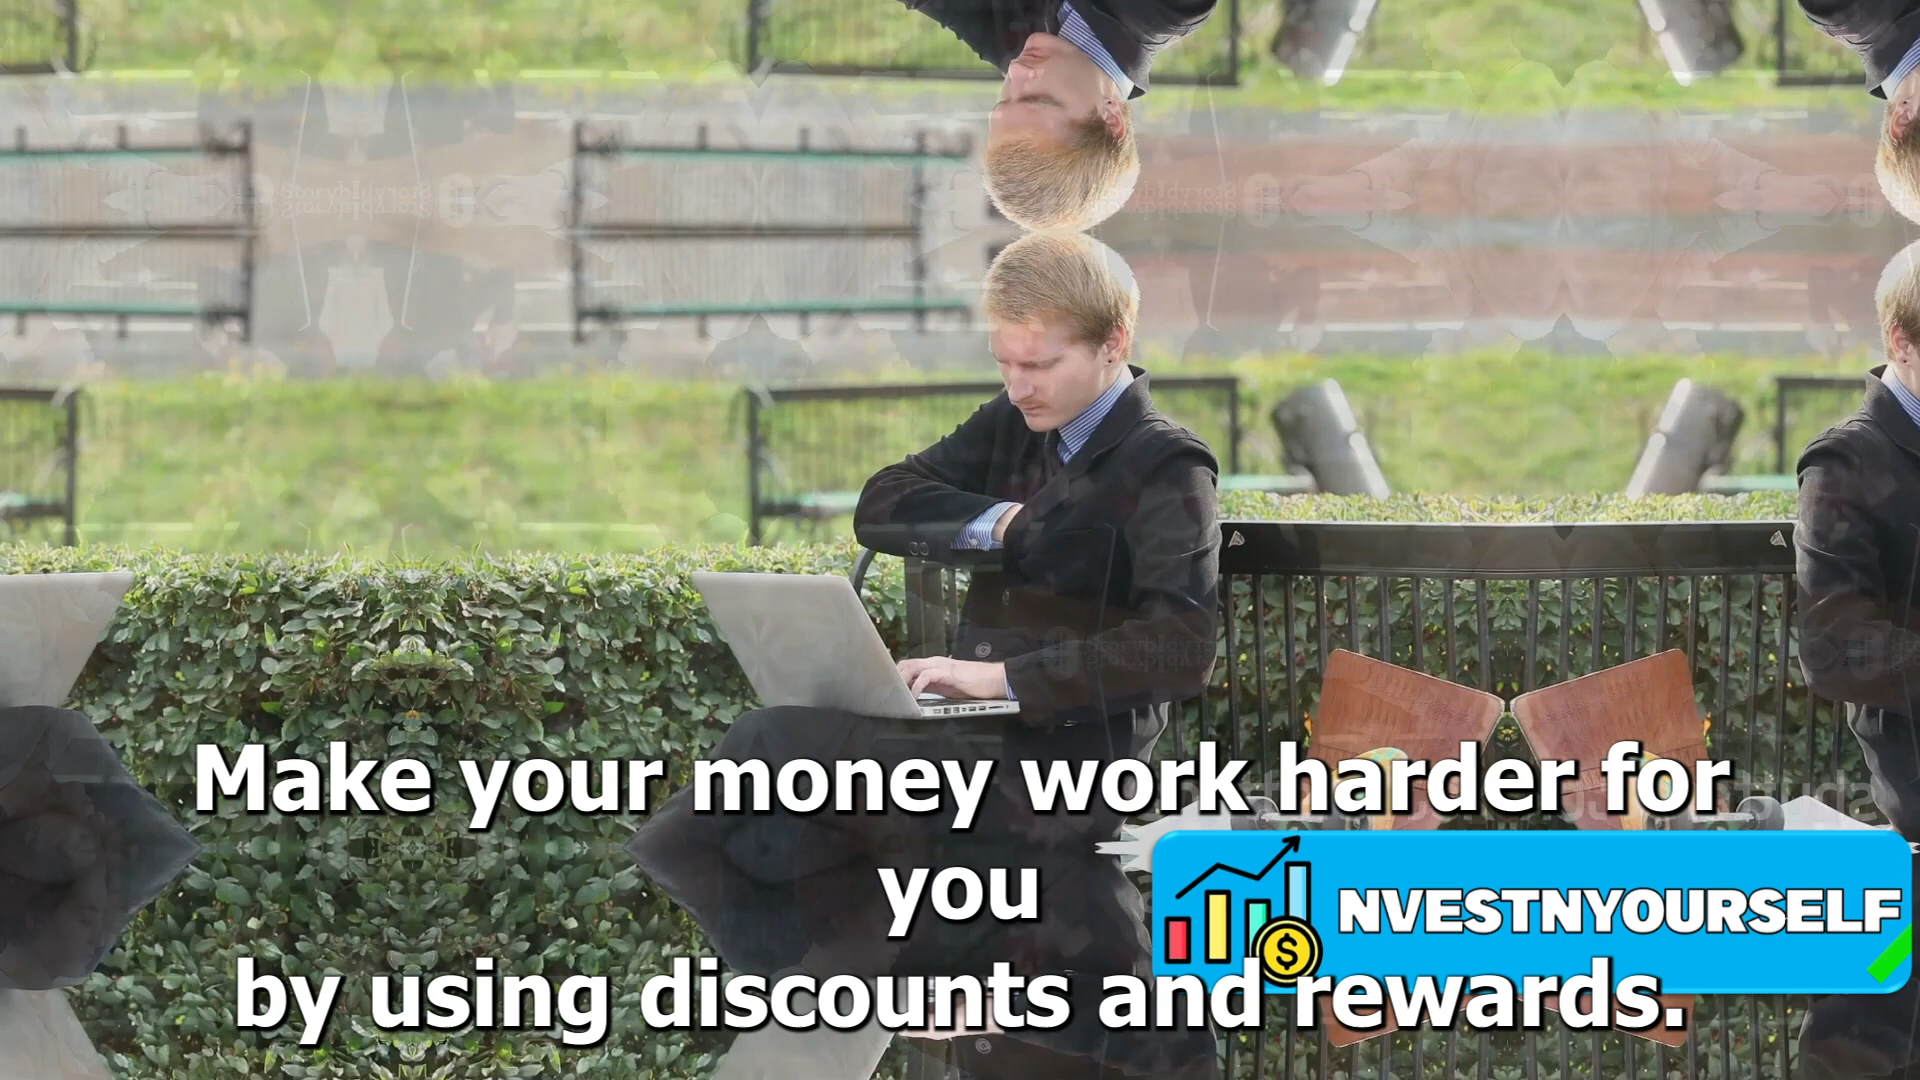 Make your money work harder for
you
NVESTNYOURSELF
by using discounts and rewards.